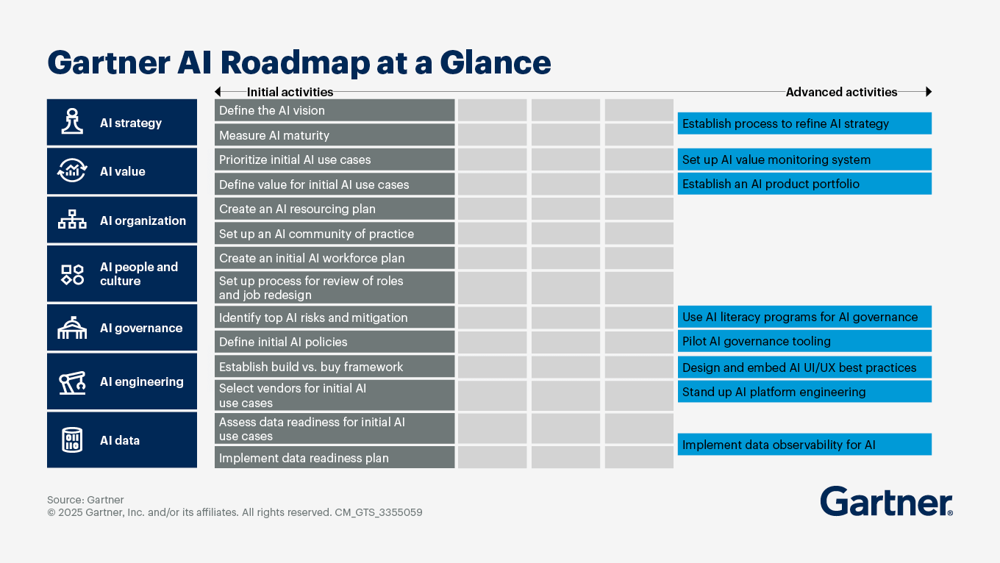 Gartner AI Roadmap at a Glance
Initial activities
Advanced activities
AI strategy
Define the AI vision
Measure AI maturity
Establish process to refine AI strategy
AI value
Prioritize initial AI use cases
Set up AI value monitoring system
Define value for initial AI use cases
Establish an AI product portfolio
AI organization
Create an AI resourcing plan
Set up an AI community of practice
AI people and
culture
Create an initial AI workforce plan
Set up process for review of roles
and job redesign
AI governance
Identify top AI risks and mitigation
Use AI literacy programs for AI governance
Define initial AI policies
Pilot AI governance tooling
AI engineering
Establish build vs. buy framework
Design and embed AI UI/UX best practices
Select vendors for initial AI
use cases
Stand up AI platform engineering
AI data
Assess data readiness for initial AI
use cases
Implement data readiness plan
Implement data observability for AI
Source: Gartner
© 2025 Gartner, Inc. and/or its affiliates. All rights reserved. CM_GTS_3355059
Gartner®